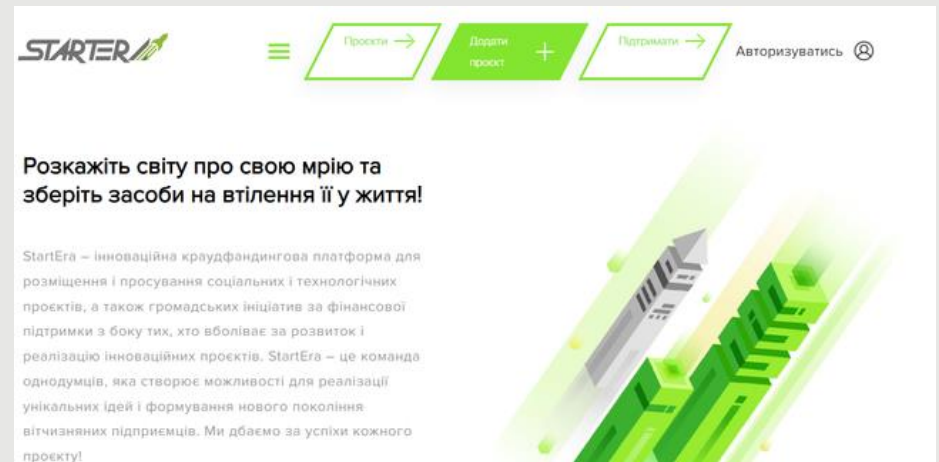 STARTERA
Проєкти →
Додати
проєкт +
Підтримати →
Авторизуватись
Розкажіть світу про свою мрію та
зберіть засоби на втілення її у життя!
StartEra – інноваційна краудфандингова платформа для
розміщення і просування соціальних і технологічних
проєктів, а також громадських ініціатив за фінансової
підтримки з боку тих, хто вболіває за розвиток і
реалізацію інноваційних проєктів. StartEra – це команда
однодумців, яка створює можливості для реалізації
унікальних ідей і формування нового покоління
вітчизняних підприємців. Ми дбаємо за успіхи кожного
проєкту!